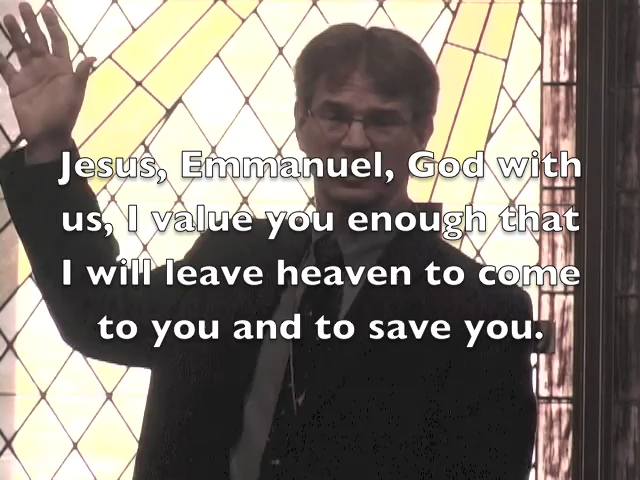 Jesus, Emmanuel, God with
us, I value you enough that
I will leave heaven to come
to you and to save you.